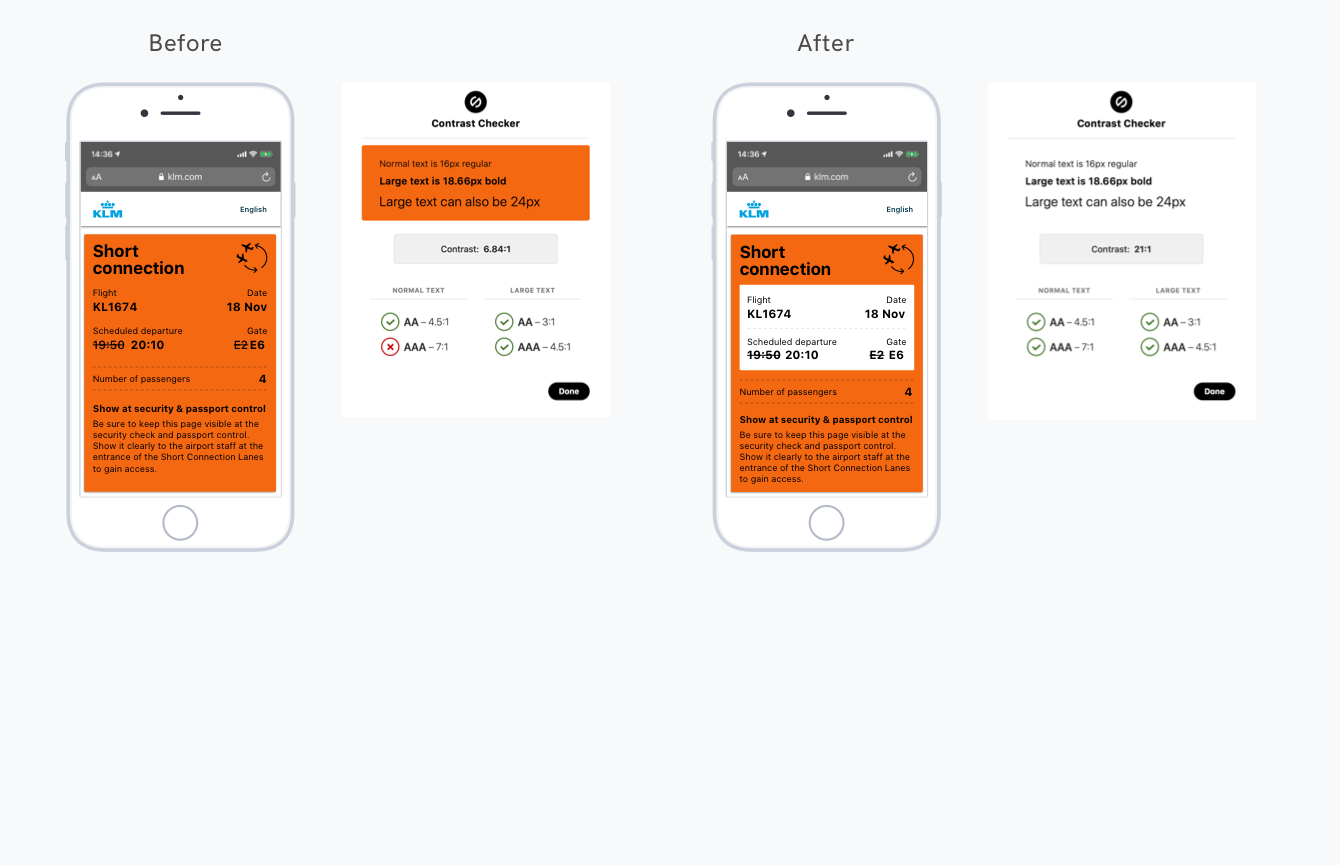 Before
14:36
AA klm.com
KLM
English
Short
connection
Flight Date
KL1674 18 Nov
Scheduled departure Gate
19:50 20:10 E2 E6
Number of passengers 4
Show at security & passport control
Be sure to keep this page visible at the
security check and passport control.
Show it clearly to the airport staff at the
entrance of the Short Connection Lanes
to gain access.
Contrast Checker
Normal text is 16px regular
Large text is 18.66px bold
Large text can also be 24px
Contrast: 6.84:1
NORMAL TEXT LARGE TEXT
AA – 4.5:1 AA – 3:1
AAA – 7:1 AAA – 4.5:1
Done
After
14:36
AA klm.com
KLM
English
Short
connection
Flight Date
KL1674 18 Nov
Scheduled departure Gate
19:50 20:10 E2 E6
Number of passengers 4
Show at security & passport control
Be sure to keep this page visible at the
security check and passport control.
Show it clearly to the airport staff at the
entrance of the Short Connection Lanes
to gain access.
Contrast Checker
Normal text is 16px regular
Large text is 18.66px bold
Large text can also be 24px
Contrast: 21:1
NORMAL TEXT LARGE TEXT
AA – 4.5:1 AA – 3:1
AAA – 7:1 AAA – 4.5:1
Done